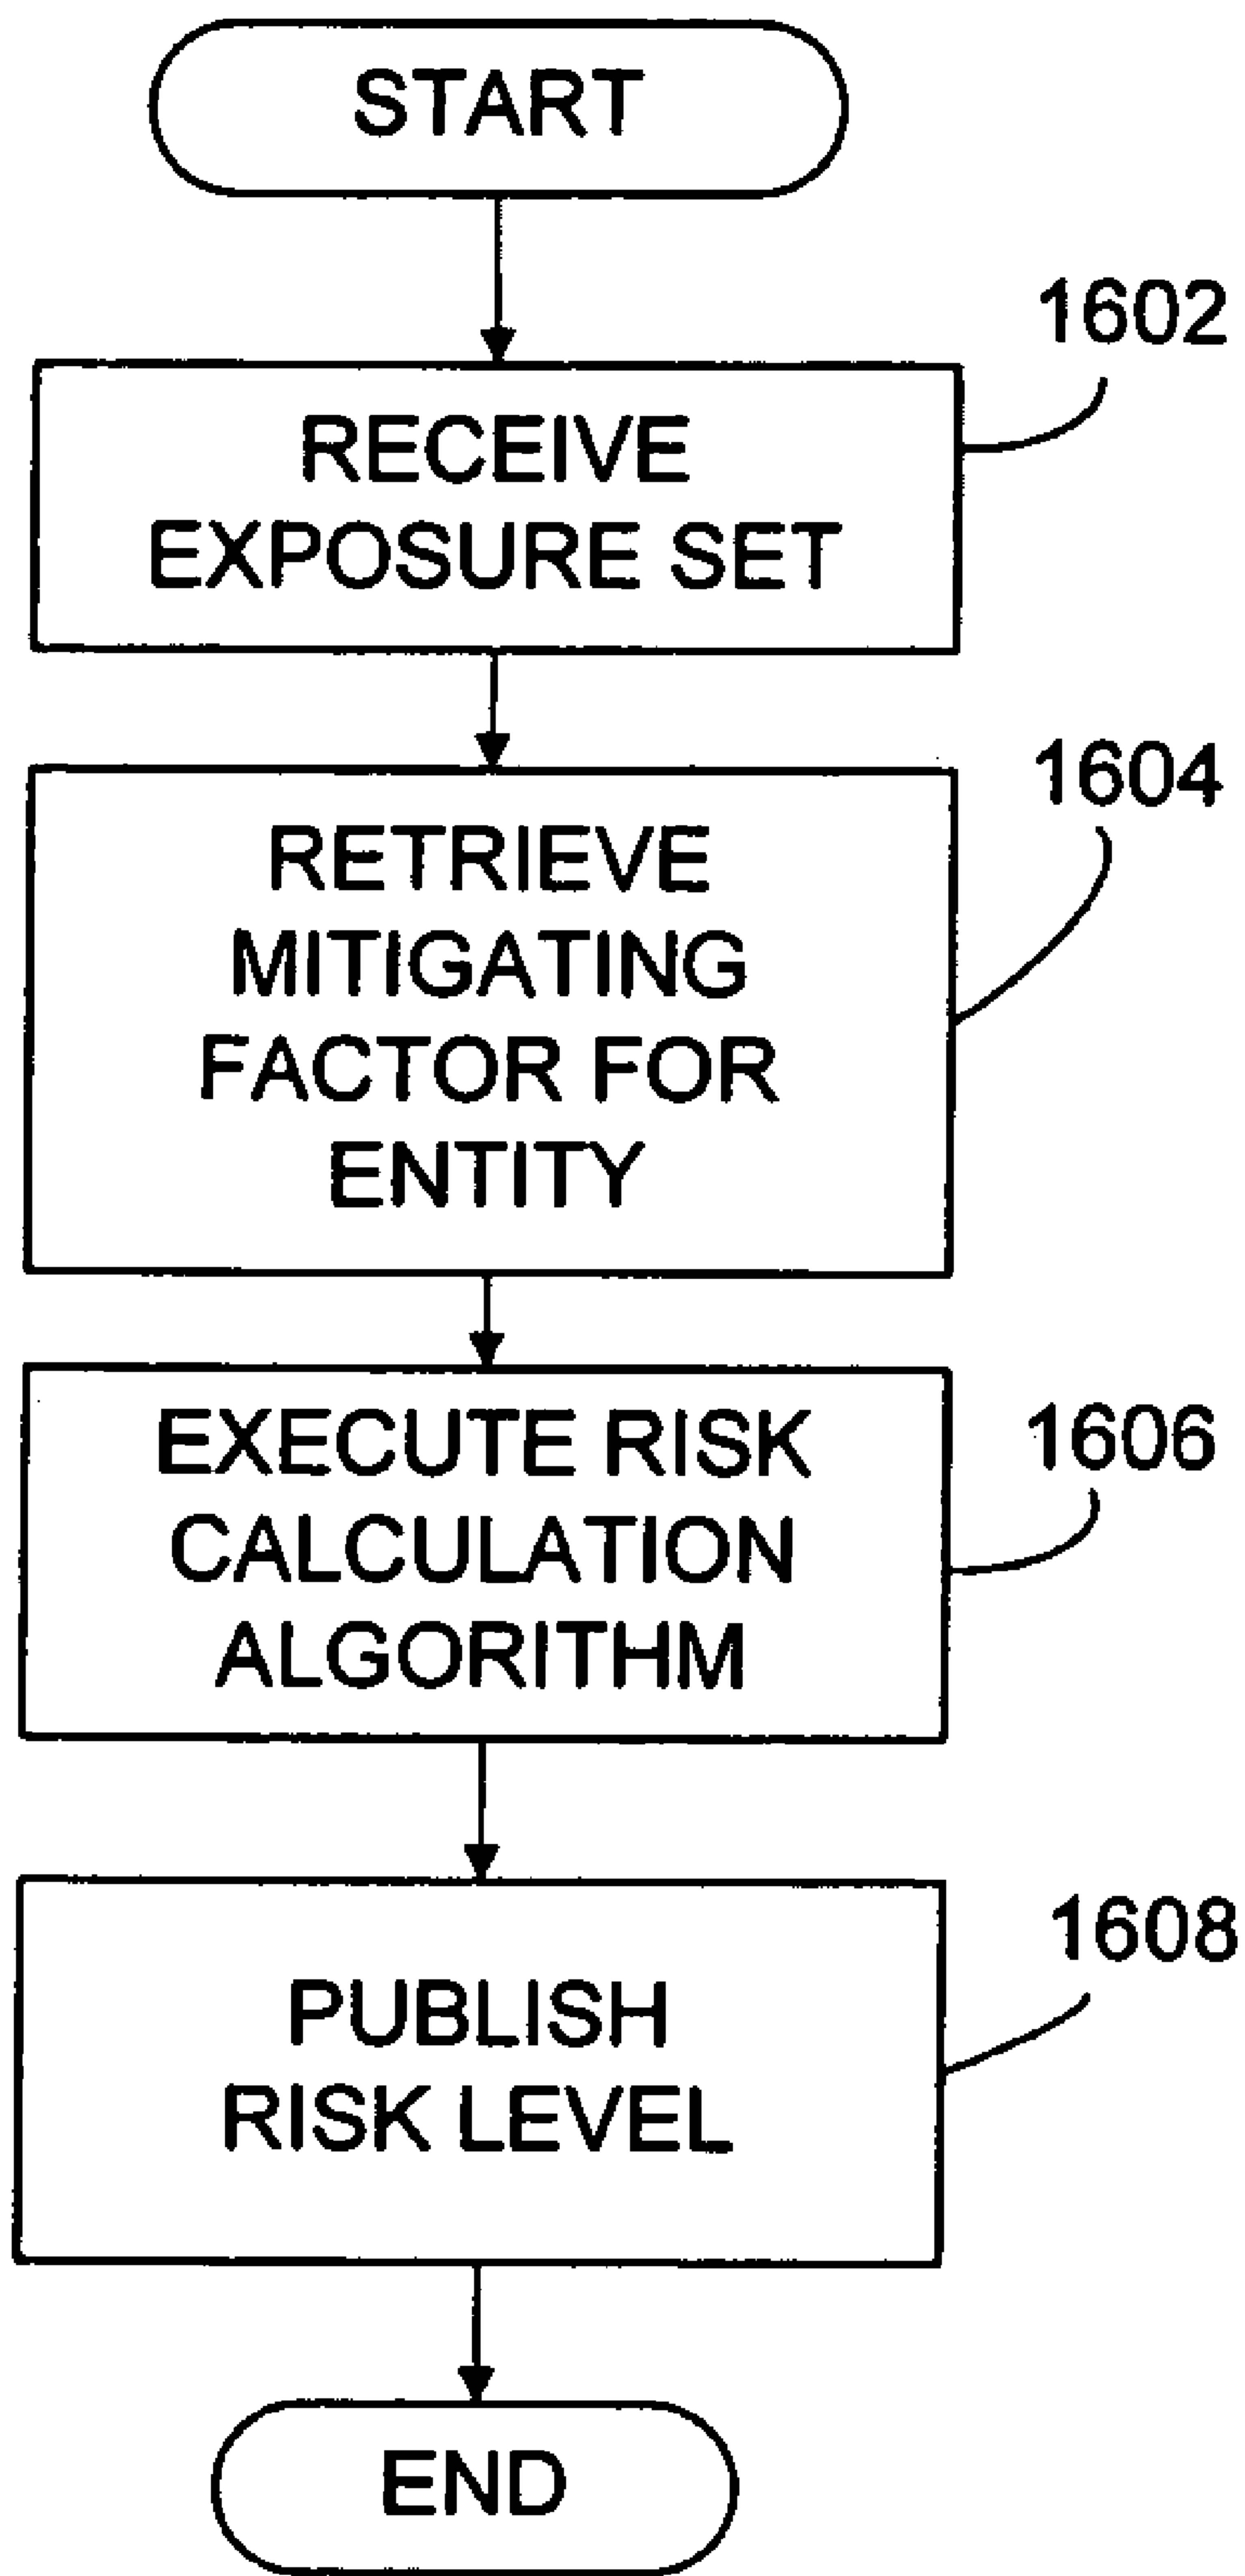 START
1602
RECEIVE
EXPOSURE SET
1604
RETRIEVE
MITIGATING
FACTOR FOR
ENTITY
1606
EXECUTE RISK
CALCULATION
ALGORITHM
1608
PUBLISH
RISK LEVEL
END